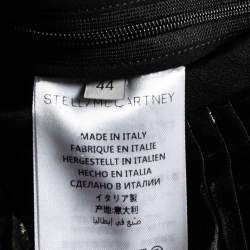 44
STELLA McCARTNEY
MADE IN ITALY
FABRIQUE EN ITALIE
HERGESTELLT IN ITALIEN
HECHO EN ITALIA
СДЕЛАНО В ИТАЛИИ
イタリア製
产地:意大利
صنع في إيطاليا